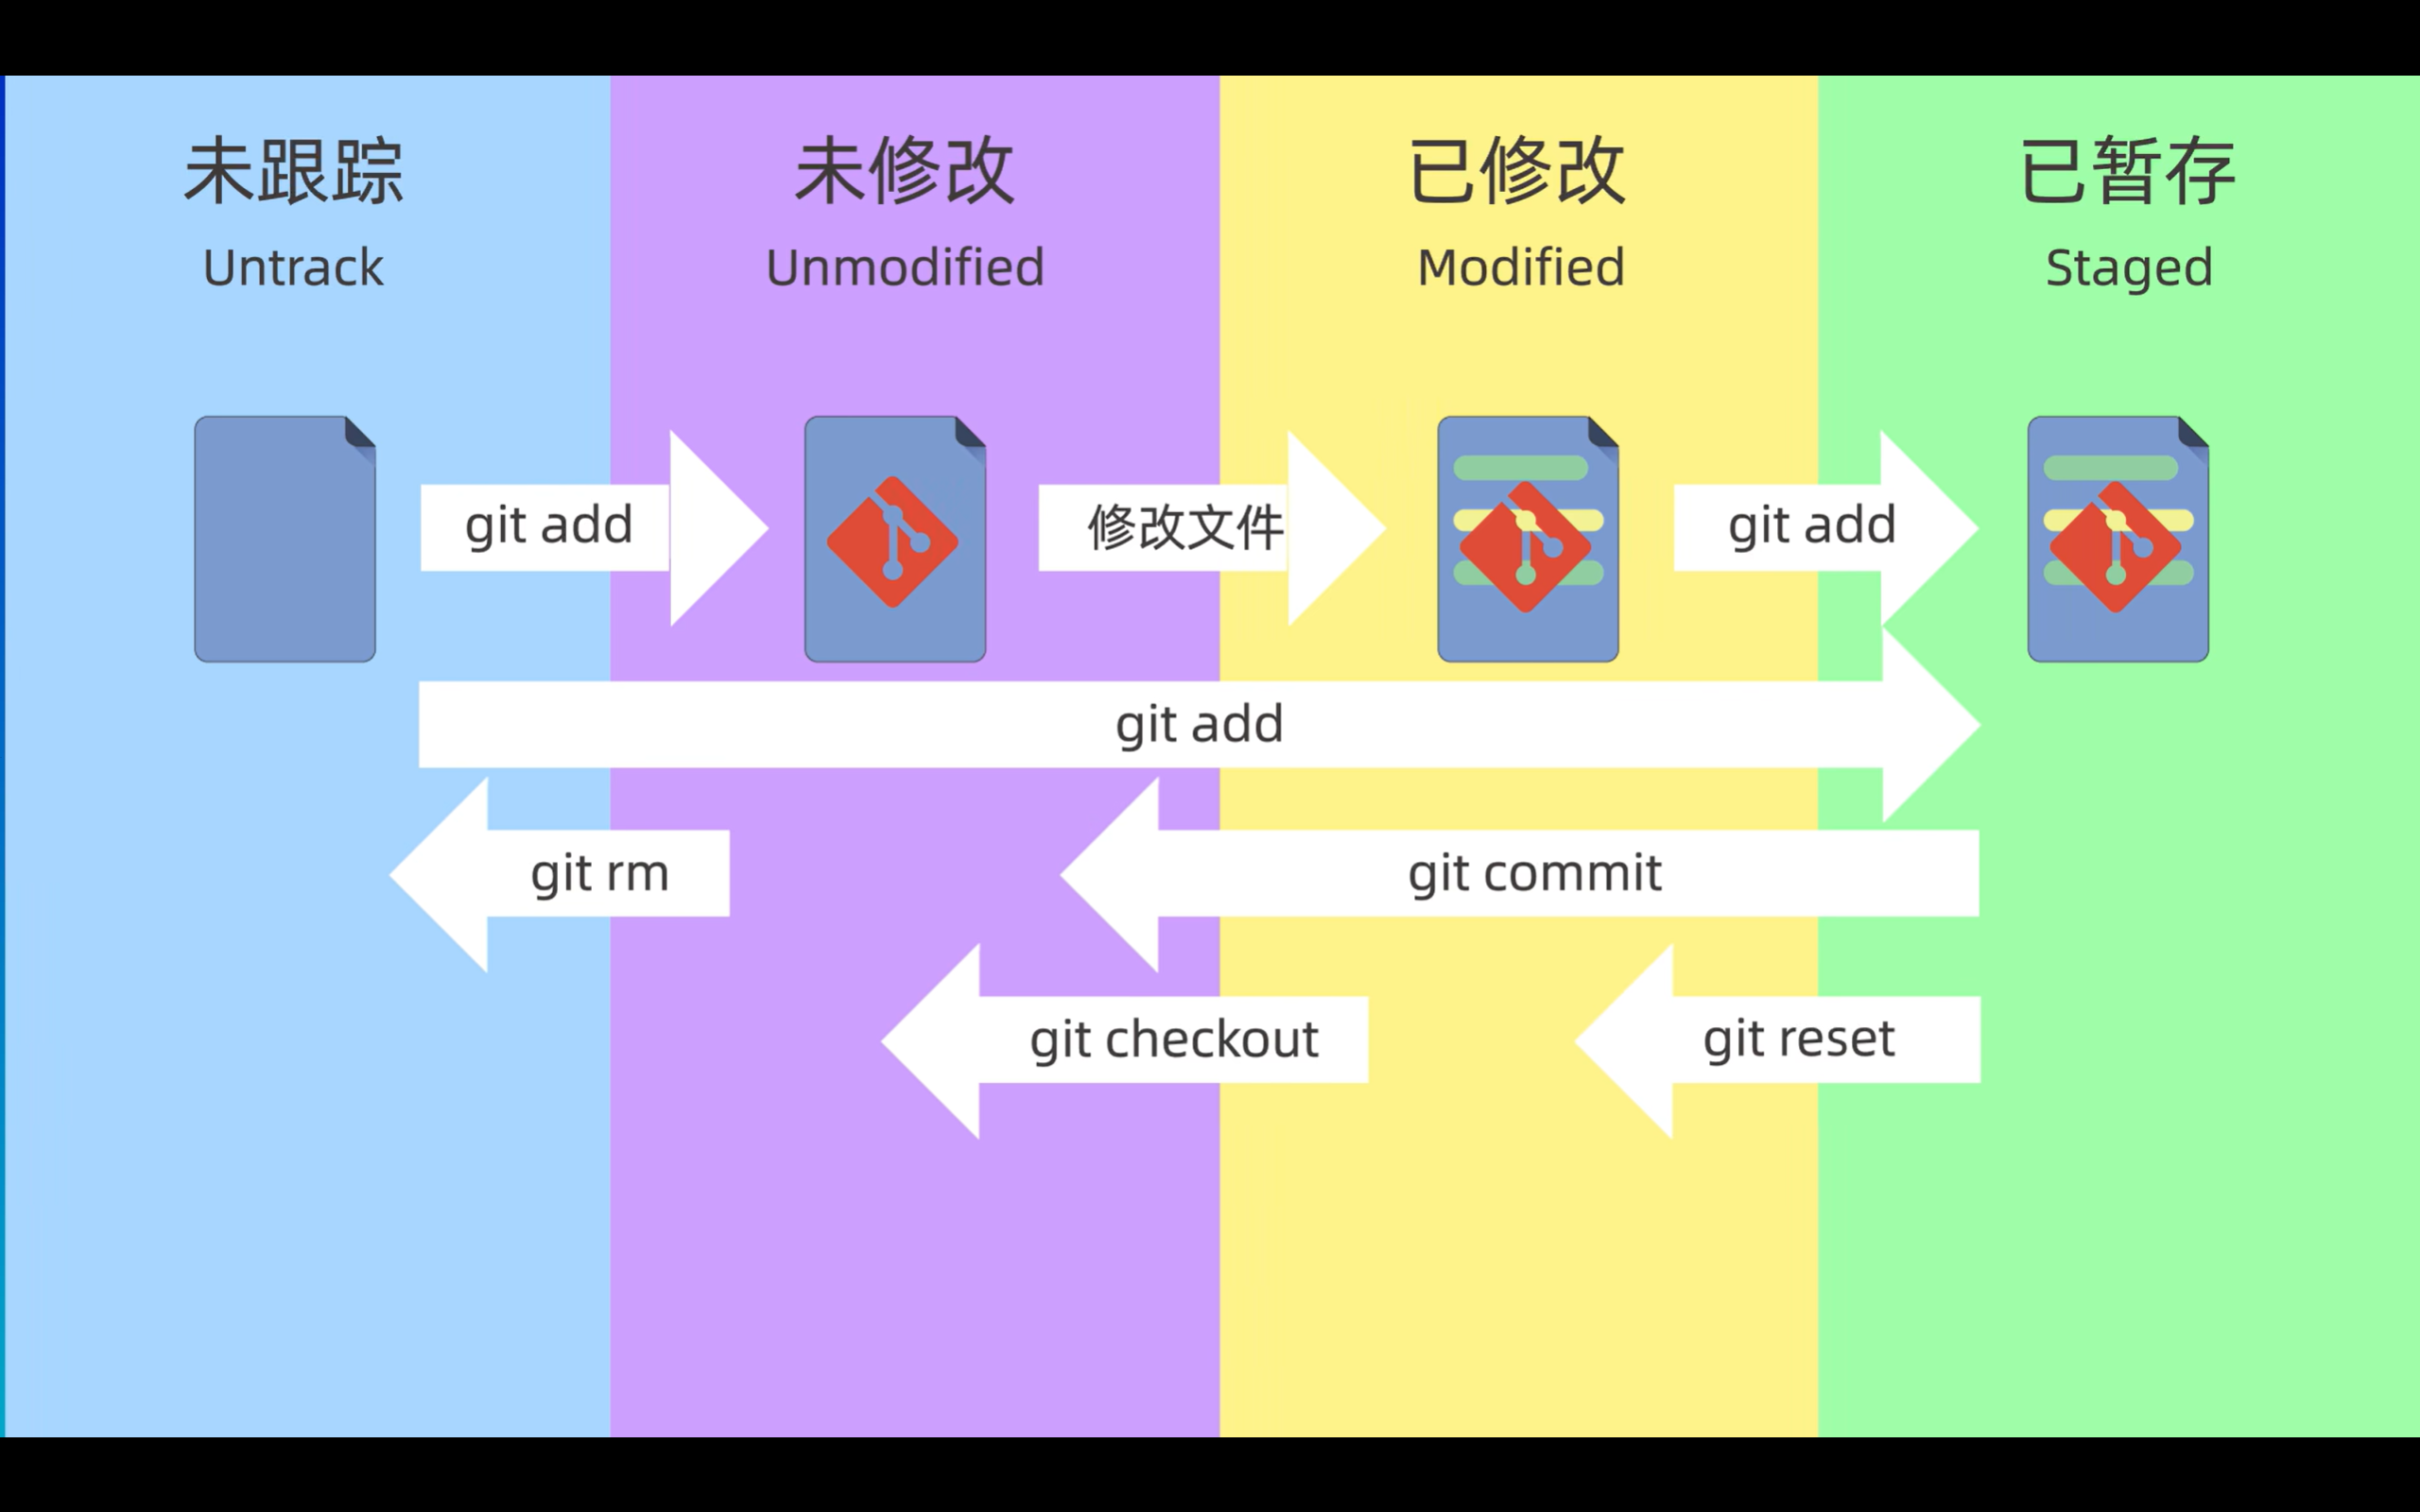 未跟踪
Untrack
未修改
Unmodified
已修改
Modified
已暂存
Staged
git add
修改文件
git add
git add
git rm
git commit
git checkout
git reset